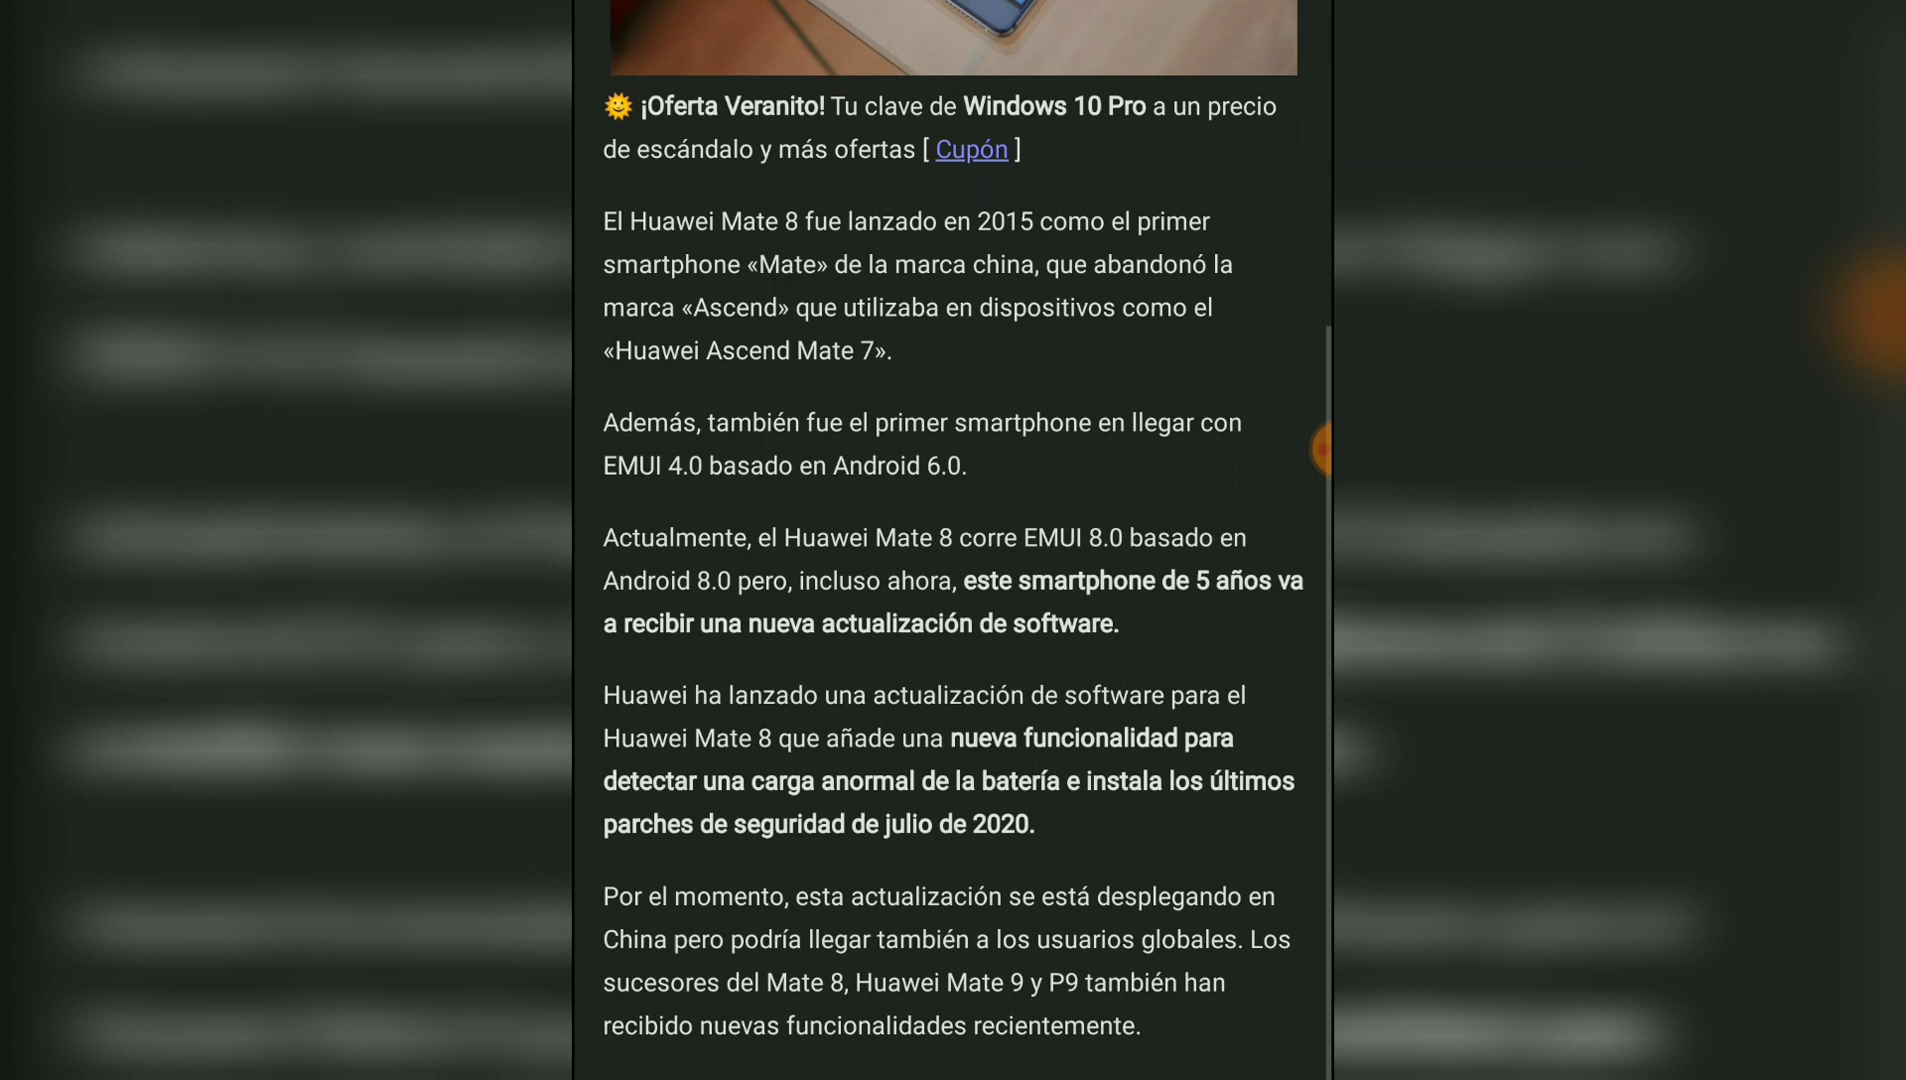 🌞 ¡Oferta Veranito! Tu clave de Windows 10 Pro a un precio
de escándalo y más ofertas [ Cupón ]
El Huawei Mate 8 fue lanzado en 2015 como el primer
smartphone «Mate» de la marca china, que abandonó la
marca «Ascend» que utilizaba en dispositivos como el
«Huawei Ascend Mate 7».
Además, también fue el primer smartphone en llegar con
EMUI 4.0 basado en Android 6.0.
Actualmente, el Huawei Mate 8 corre EMUI 8.0 basado en
Android 8.0 pero, incluso ahora, este smartphone de 5 años va
a recibir una nueva actualización de software.
Huawei ha lanzado una actualización de software para el
Huawei Mate 8 que añade una nueva funcionalidad para
detectar una carga anormal de la batería e instala los últimos
parches de seguridad de julio de 2020.
Por el momento, esta actualización se está desplegando en
China pero podría llegar también a los usuarios globales. Los
sucesores del Mate 8, Huawei Mate 9 y P9 también han
recibido nuevas funcionalidades recientemente.